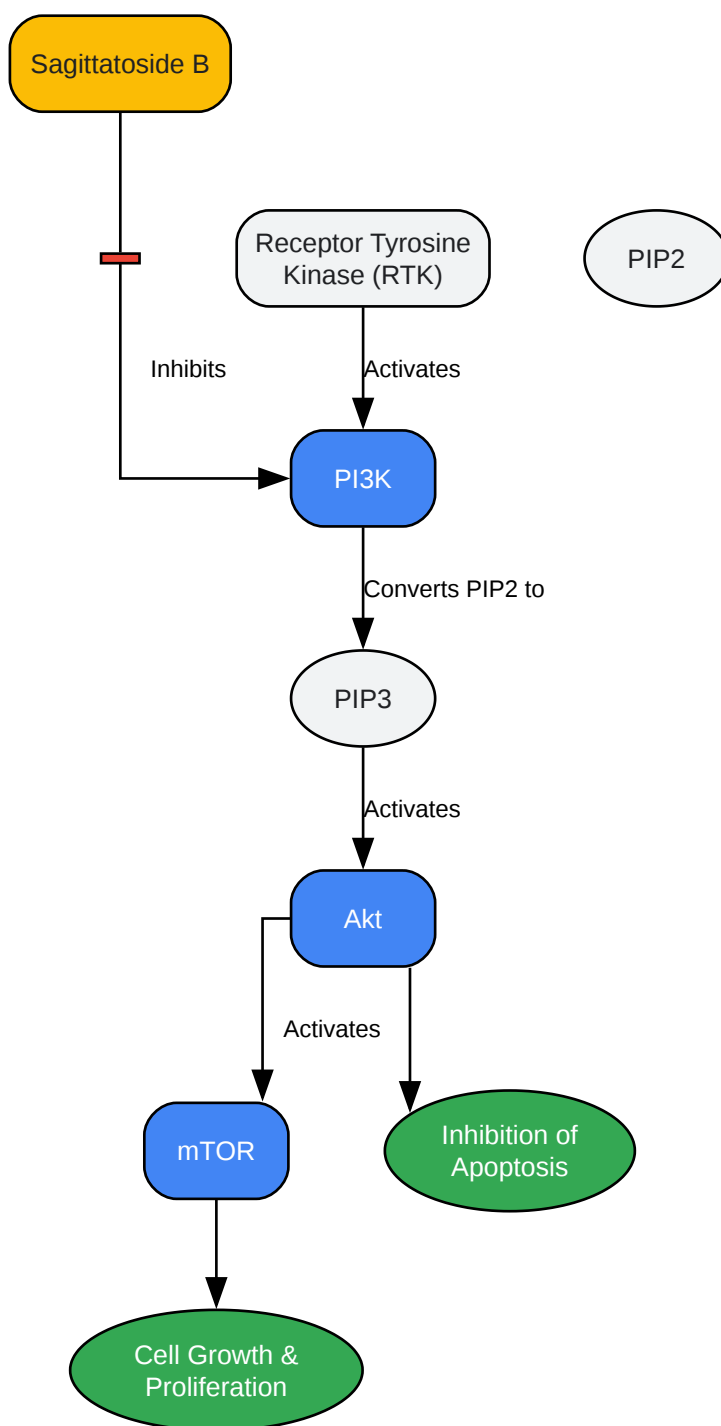 Sagittatoside B
Receptor Tyrosine
Kinase (RTK)
PIP2
Inhibits
Activates
PI3K
Converts PIP2 to
PIP3
Activates
Akt
Activates
mTOR
Inhibition of
Apoptosis
Cell Growth &
Proliferation